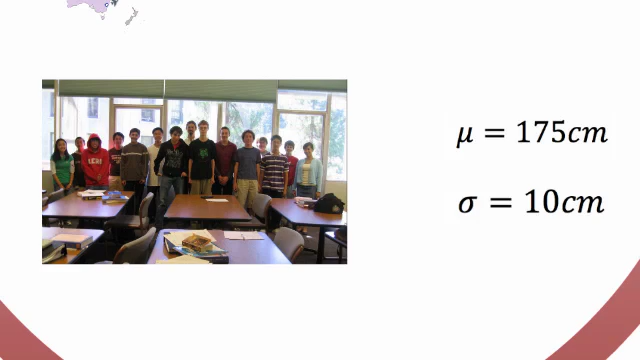 μ = 175cm
σ = 10cm